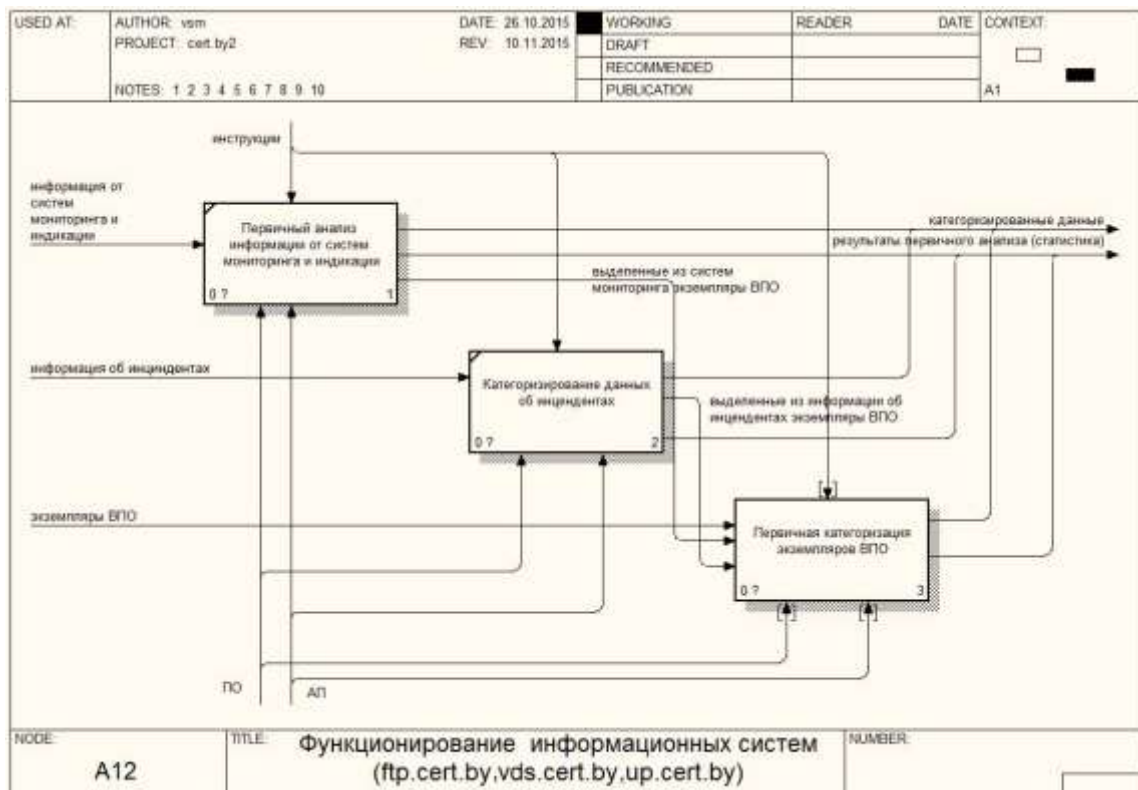 USED AT:
AUTHOR: vsm
DATE: 26.10.2015
WORKING
READER
DATE
CONTEXT:
PROJECT: cert.by2
REV: 10.11.2015
DRAFT
RECOMMENDED
NOTES: 1 2 3 4 5 6 7 8 9 10
PUBLICATION
A1
инструкции
информация от
систем
мониторинга и
индикации
Первичный анализ
информации от систем
мониторинга и индикации
0 ?
1
категоризированные данные
результаты первичного анализа (статистика)
выделенные из систем
мониторинга экземпляры ВПО
информация об инциндентах
Категоризирование данных
об инцендентах
0 ?
2
выделенные из информации об
инцендентах экземпляры ВПО
экземпляры ВПО
Первичная категоризация
экземпляров ВПО
0 ?
3
ПО
АП
NODE:
TITLE:
NUMBER:
A12
Функционирование информационных систем
(ftp.cert.by,vds.cert.by,up.cert.by)